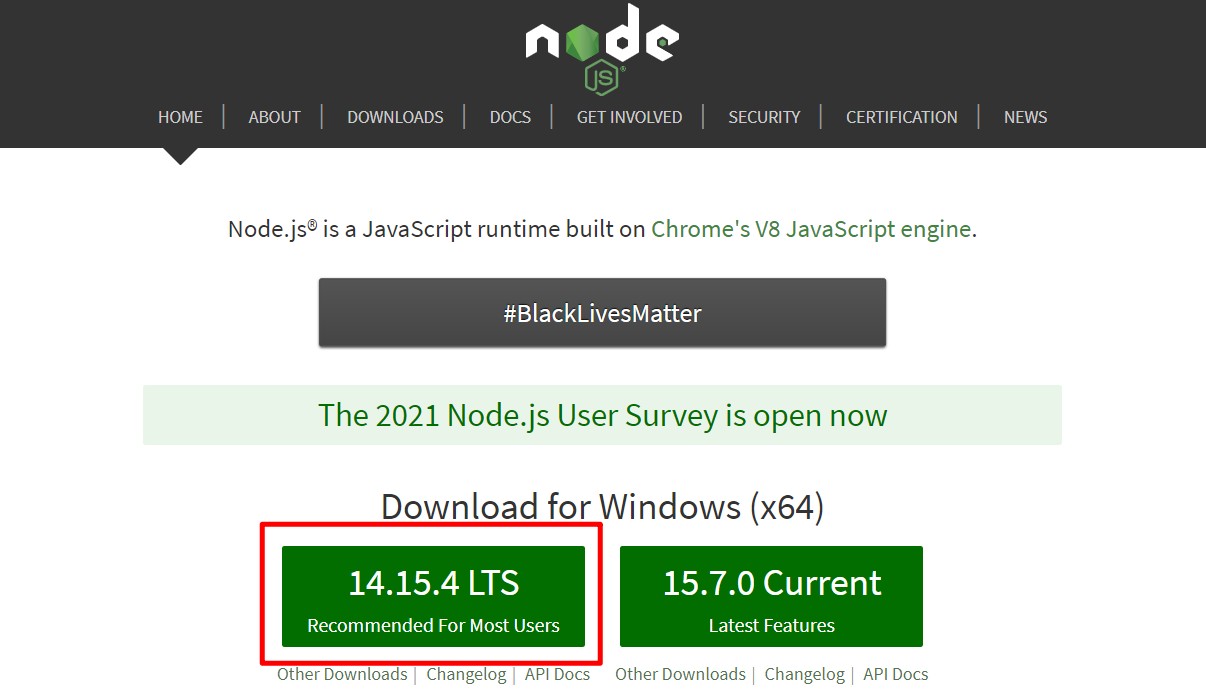 node
JS®
HOME | ABOUT | DOWNLOADS | DOCS | GET INVOLVED | SECURITY | CERTIFICATION | NEWS
Node.js® is a JavaScript runtime built on Chrome's V8 JavaScript engine.
#BlackLivesMatter
The 2021 Node.js User Survey is open now
Download for Windows (x64)
14.15.4 LTS
Recommended For Most Users
Other Downloads | Changelog | API Docs
15.7.0 Current
Latest Features
Other Downloads | Changelog | API Docs